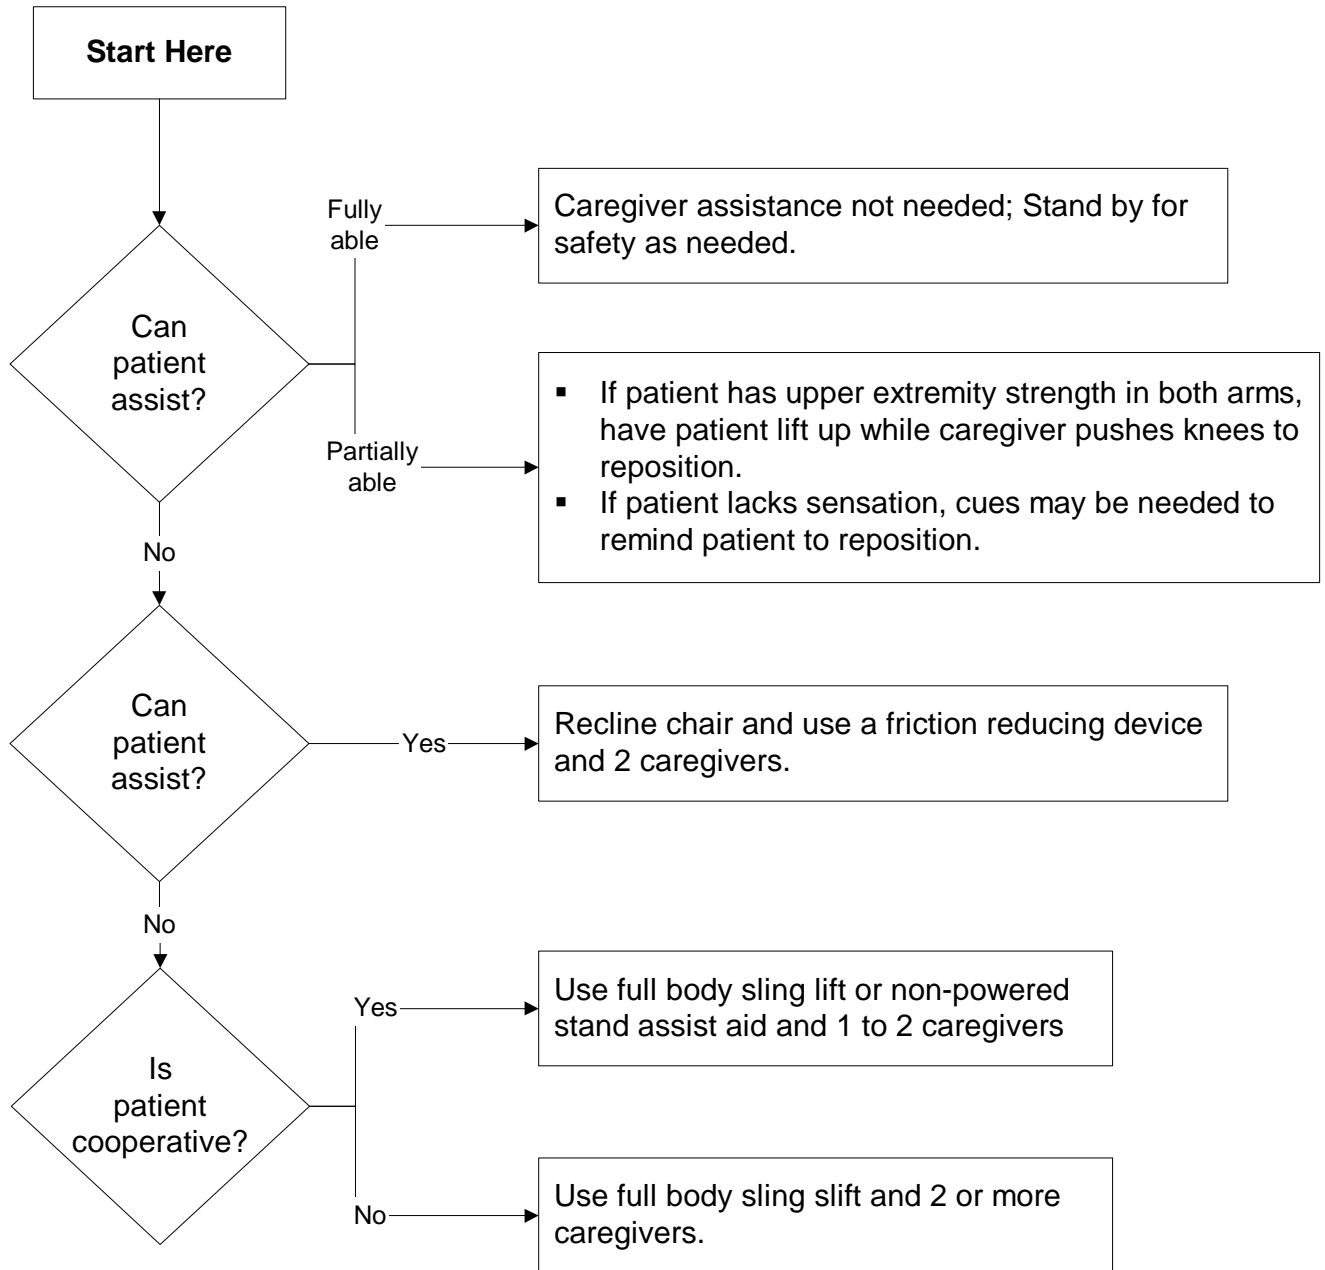 Start Here
Fully
able
Caregiver assistance not needed; Stand by for
safety as needed.
Can
patient
assist?
▪ If patient has upper extremity strength in both arms,
have patient lift up while caregiver pushes knees to
reposition.
▪ If patient lacks sensation, cues may be needed to
remind patient to reposition.
Partially
able
No
Can
patient
assist?
Yes
Recline chair and use a friction reducing device
and 2 caregivers.
No
Is
patient
cooperative?
Yes
Use full body sling lift or non-powered
stand assist aid and 1 to 2 caregivers
No
Use full body sling slift and 2 or more
caregivers.